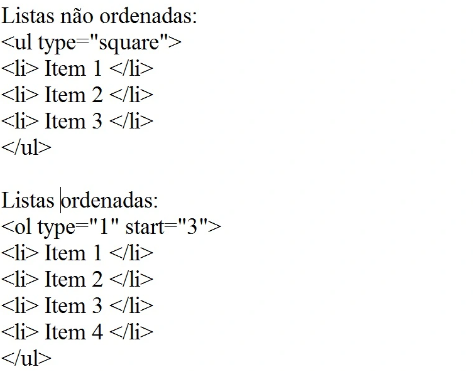 Listas não ordenadas:
<ul type="square">
<li> Item 1 </li>
<li> Item 2 </li>
<li> Item 3 </li>
</ul>
Listas ordenadas:
<ol type="1" start="3">
<li> Item 1 </li>
<li> Item 2 </li>
<li> Item 3 </li>
<li> Item 4 </li>
</ul>